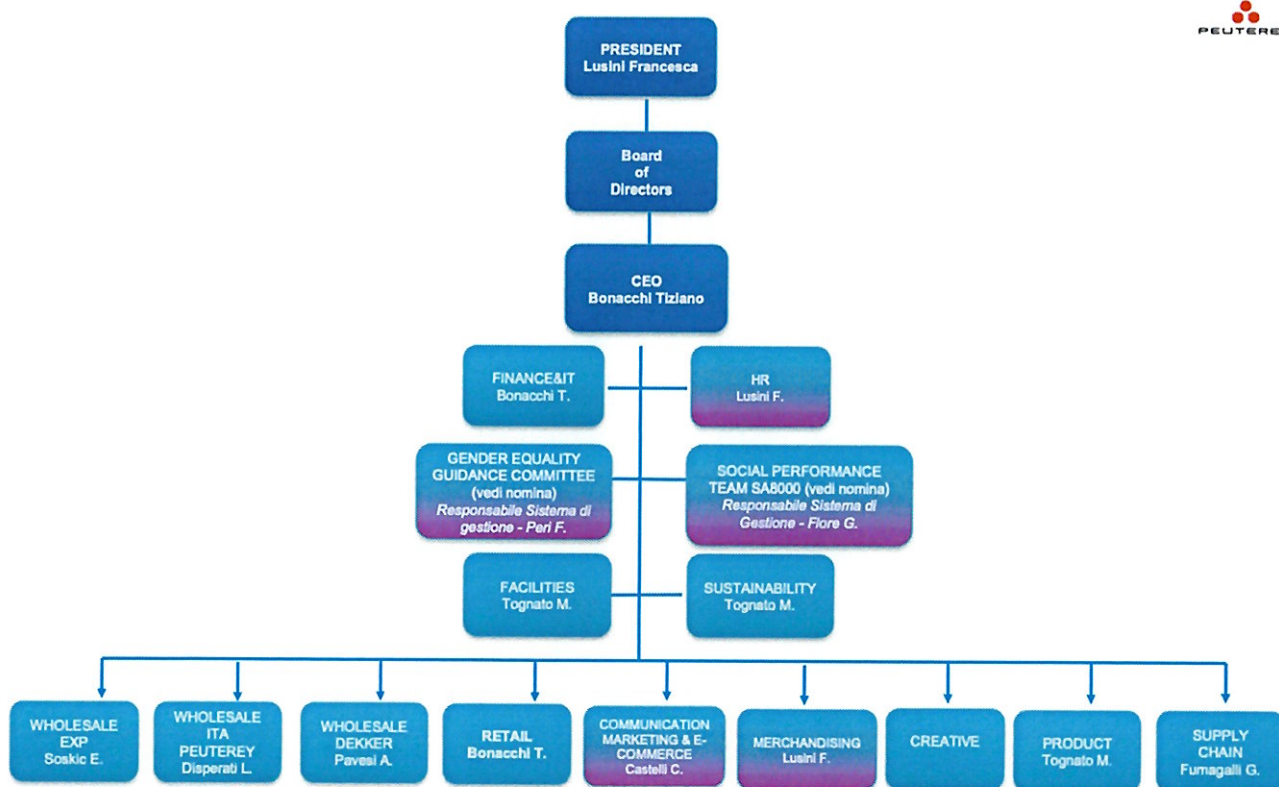 PEUTERE
PRESIDENT
Lusini Francesca
Board
of
Directors
CEO
Bonacchi Tiziano
FINANCE&IT
Bonacchi T.
HR
Lusini F.
GENDER EQUALITY
GUIDANCE COMMITTEE
(vedi nomina)
Responsabile Sistema di
gestione - Peri F.
SOCIAL PERFORMANCE
TEAM SA8000 (vedi nomina)
Responsabile Sistema di
Gestione - Fiore G.
FACILITIES
Tognato M.
SUSTAINABILITY
Tognato M.
WHOLESALE
EXP
Soskic E.
WHOLESALE
ITA
PEUTEREY
Disperati L.
WHOLESALE
DEKKER
Pavesi A.
RETAIL
Bonacchi T.
COMMUNICATION
MARKETING & E-
COMMERCE
Castelli C.
MERCHANDISING
Lusini F.
CREATIVE
PRODUCT
Tognato M.
SUPPLY
CHAIN
Fumagalli G.